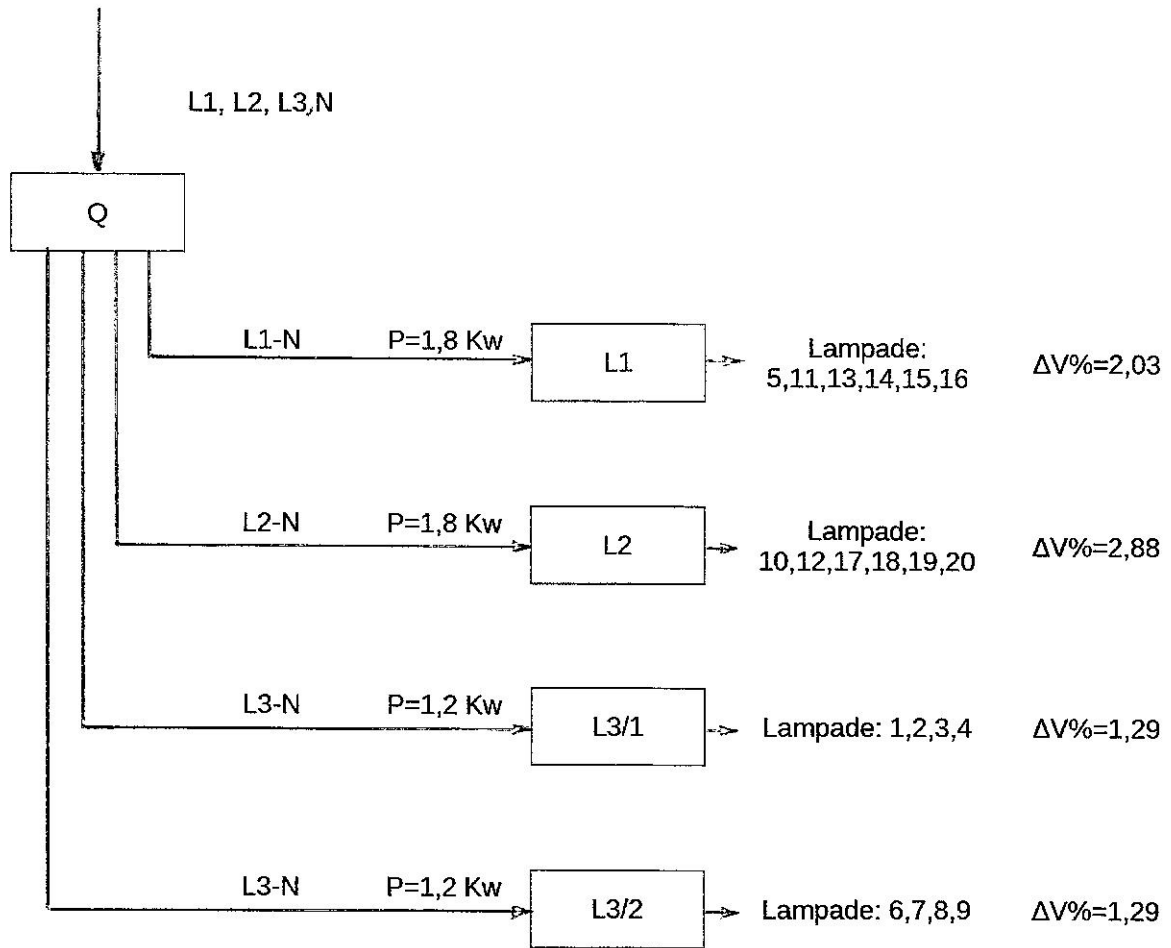 L1, L2, L3,N
Q
L1-N P=1,8 Kw L1 Lampade:
5,11,13,14,15,16 ΔV%=2,03
L2-N P=1,8 Kw L2 Lampade:
10,12,17,18,19,20 ΔV%=2,88
L3-N P=1,2 Kw L3/1 Lampade: 1,2,3,4 ΔV%=1,29
L3-N P=1,2 Kw L3/2 Lampade: 6,7,8,9 ΔV%=1,29